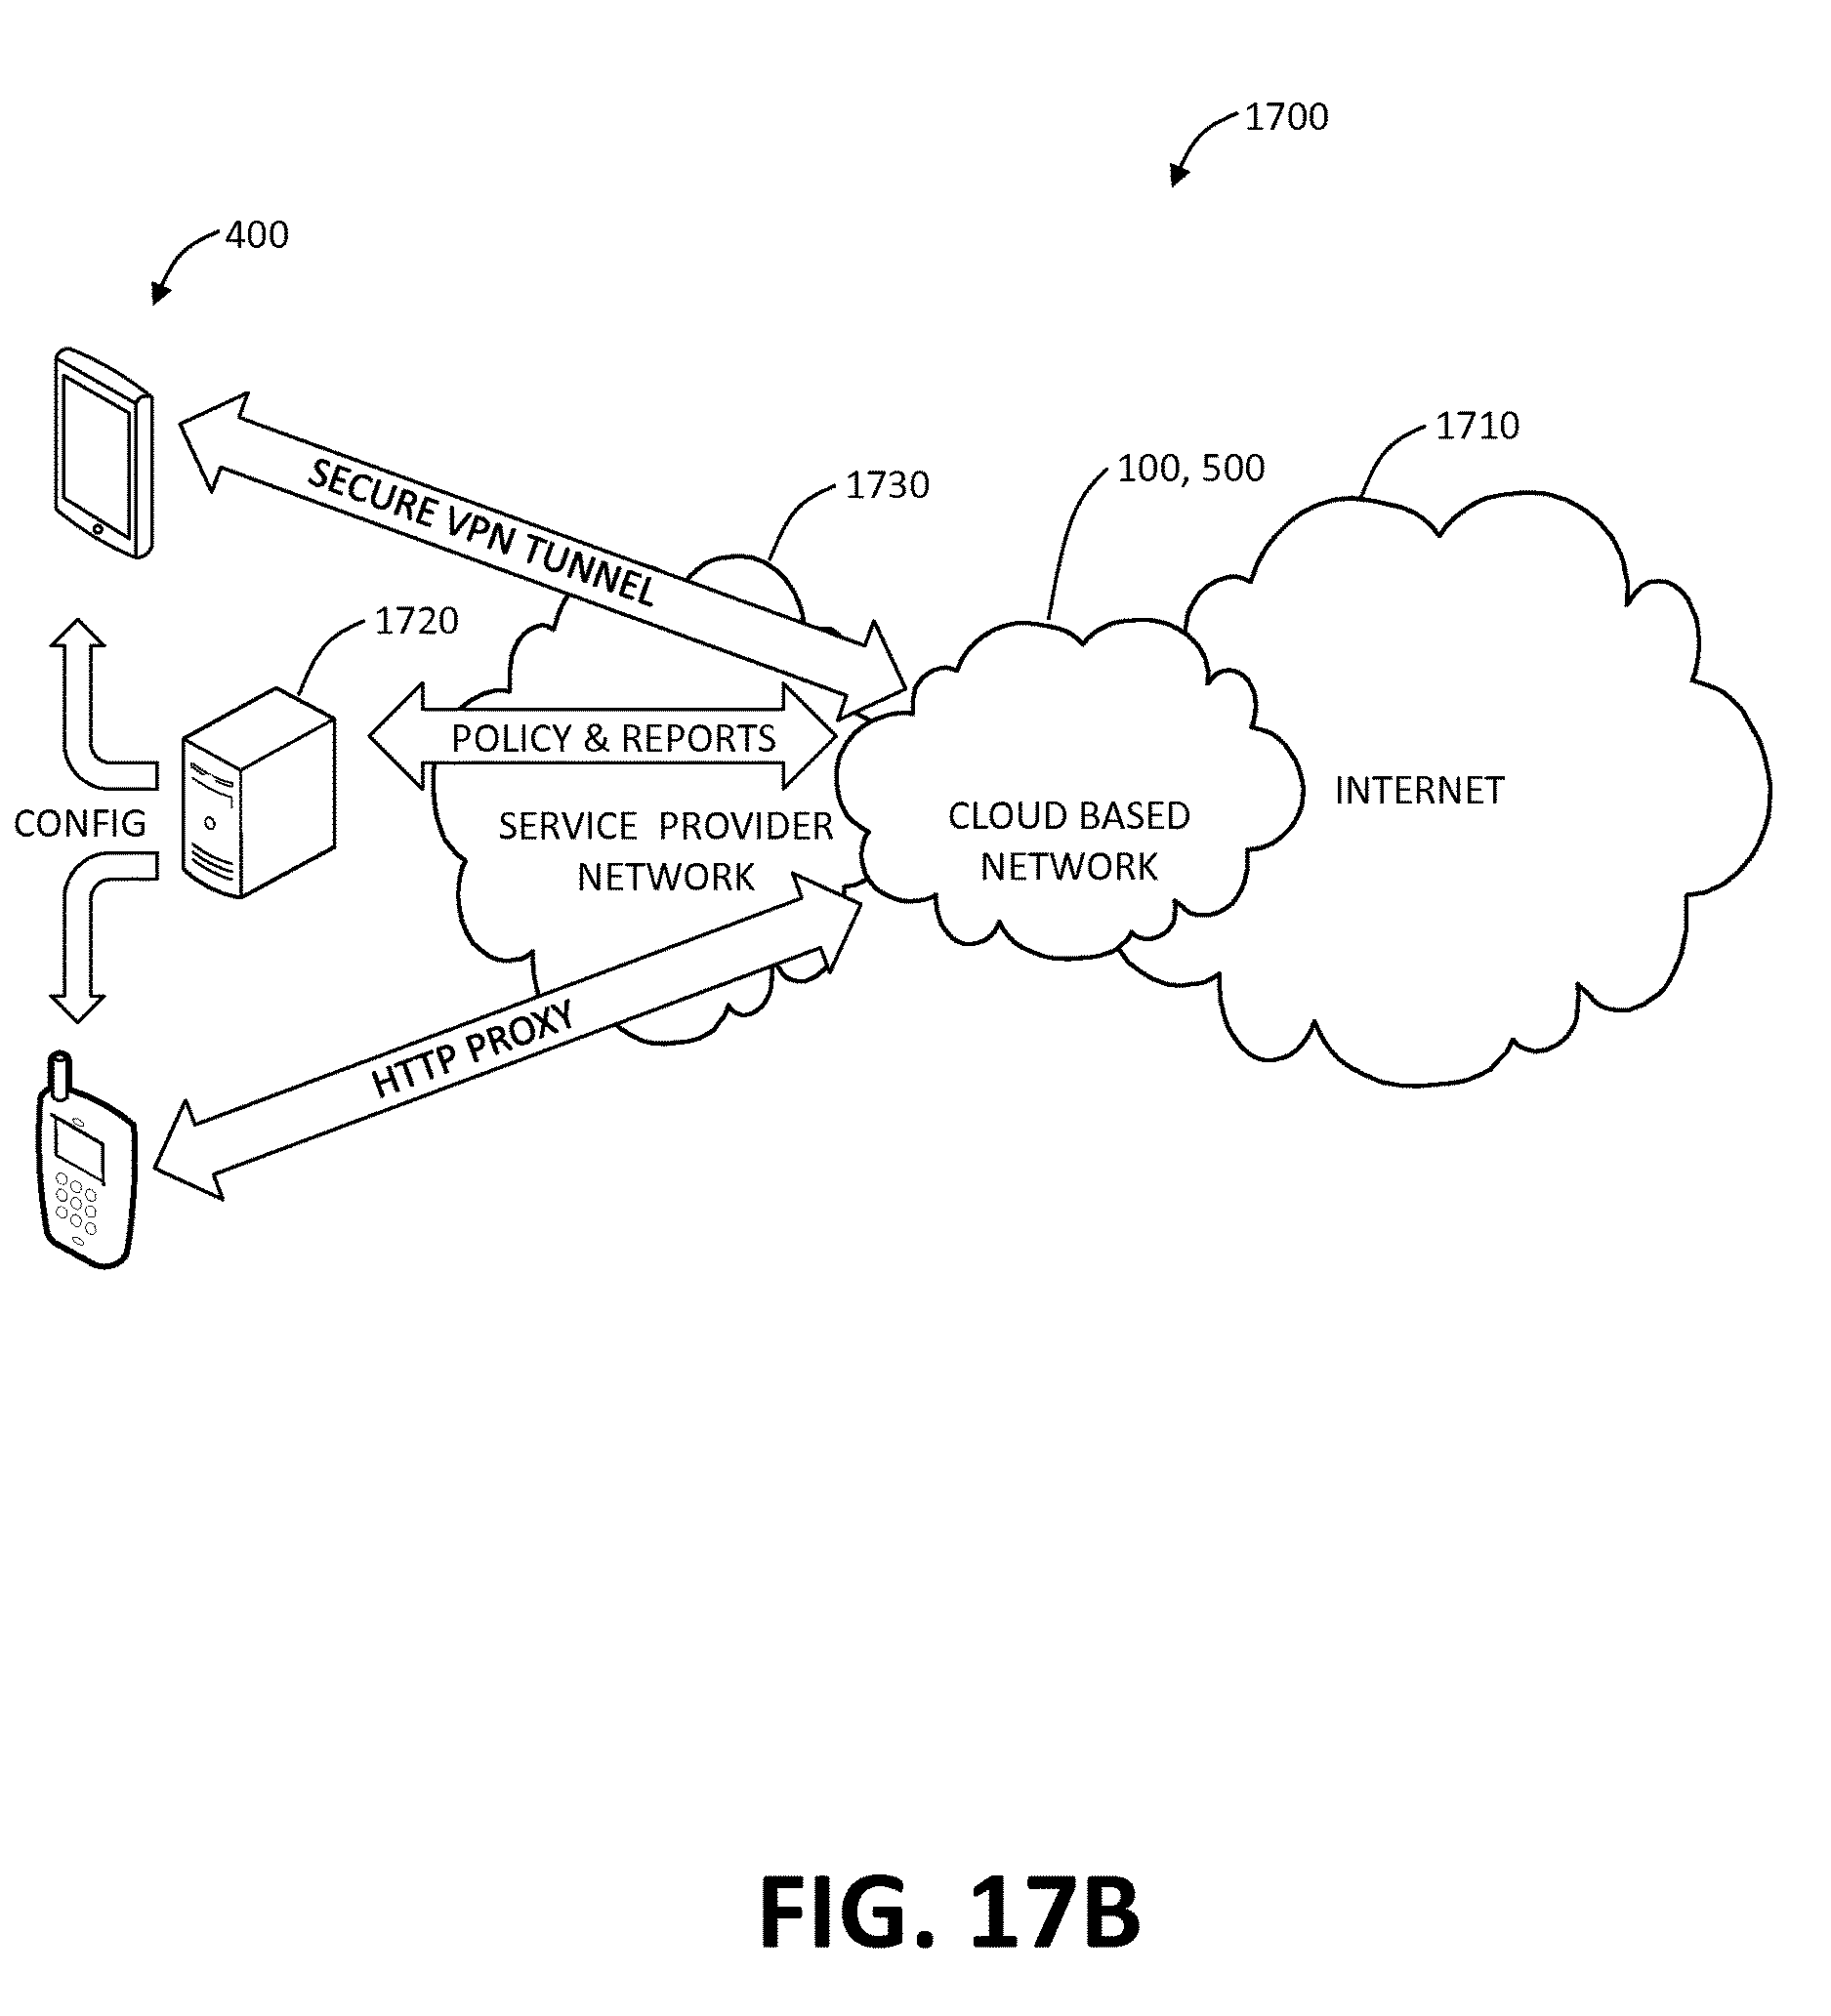 1700
400
1710
100, 500
1730
SECURE VPN TUNNEL
1720
POLICY & REPORTS
INTERNET
CONFIG
SERVICE PROVIDER
NETWORK
CLOUD BASED
NETWORK
HTTP PROXY
FIG. 17B